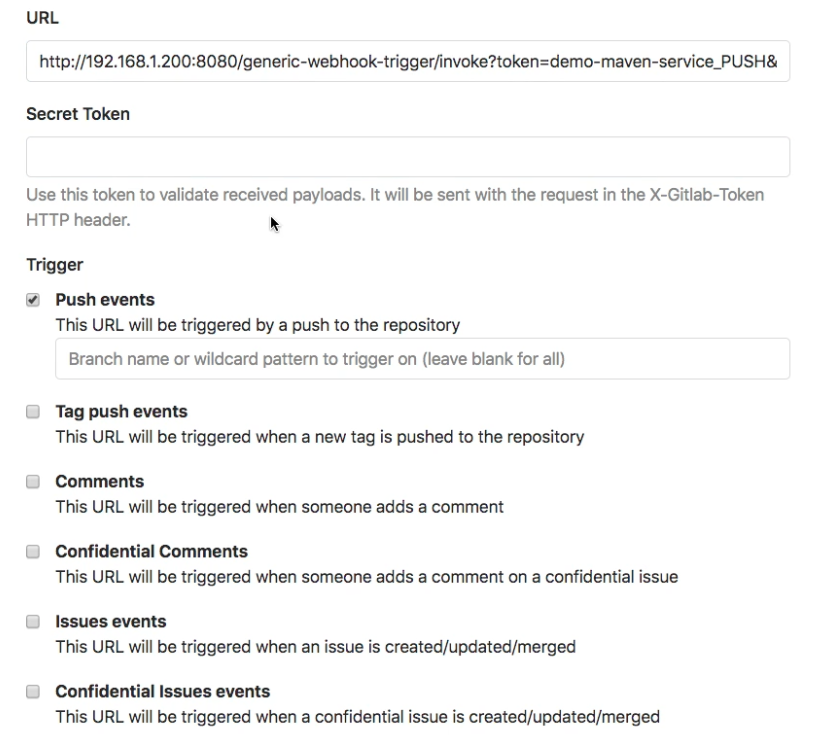 URL
http://192.168.1.200:8080/generic-webhook-trigger/invoke?token=demo-maven-service_PUSH&
Secret Token
Use this token to validate received payloads. It will be sent with the request in the X-Gitlab-Token
HTTP header.
Trigger
Push events
This URL will be triggered by a push to the repository
Branch name or wildcard pattern to trigger on (leave blank for all)
Tag push events
This URL will be triggered when a new tag is pushed to the repository
Comments
This URL will be triggered when someone adds a comment
Confidential Comments
This URL will be triggered when someone adds a comment on a confidential issue
Issues events
This URL will be triggered when an issue is created/updated/merged
Confidential Issues events
This URL will be triggered when a confidential issue is created/updated/merged